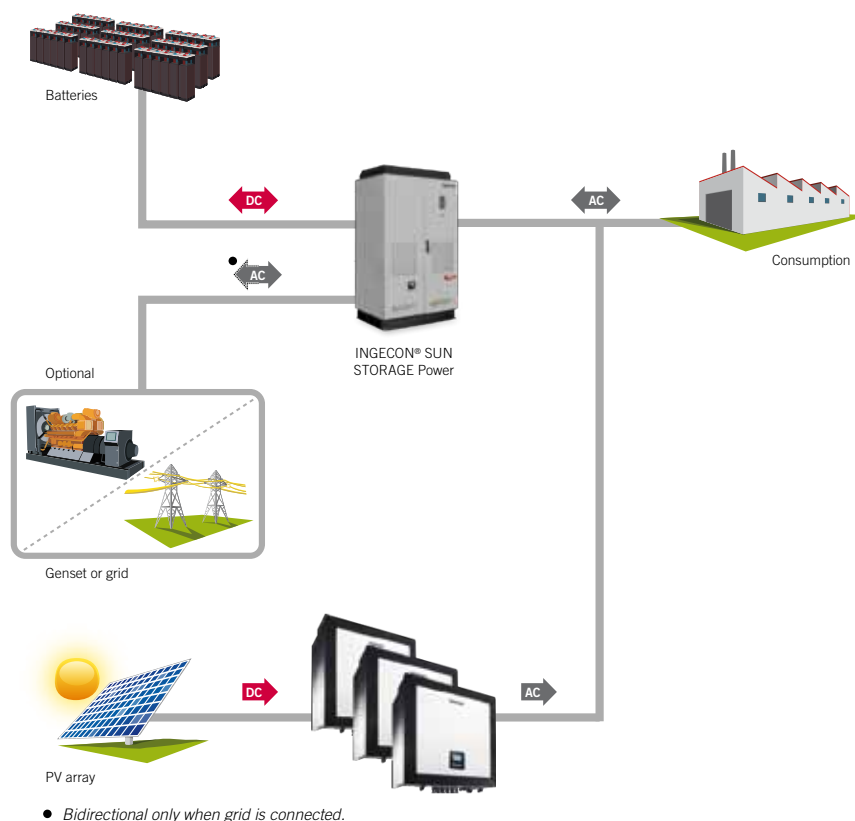 Batteries
DC
AC
● AC
Consumption
INGECON® SUN
STORAGE Power
Optional
Genset or grid
DC
AC
PV array
● Bidirectional only when grid is connected.